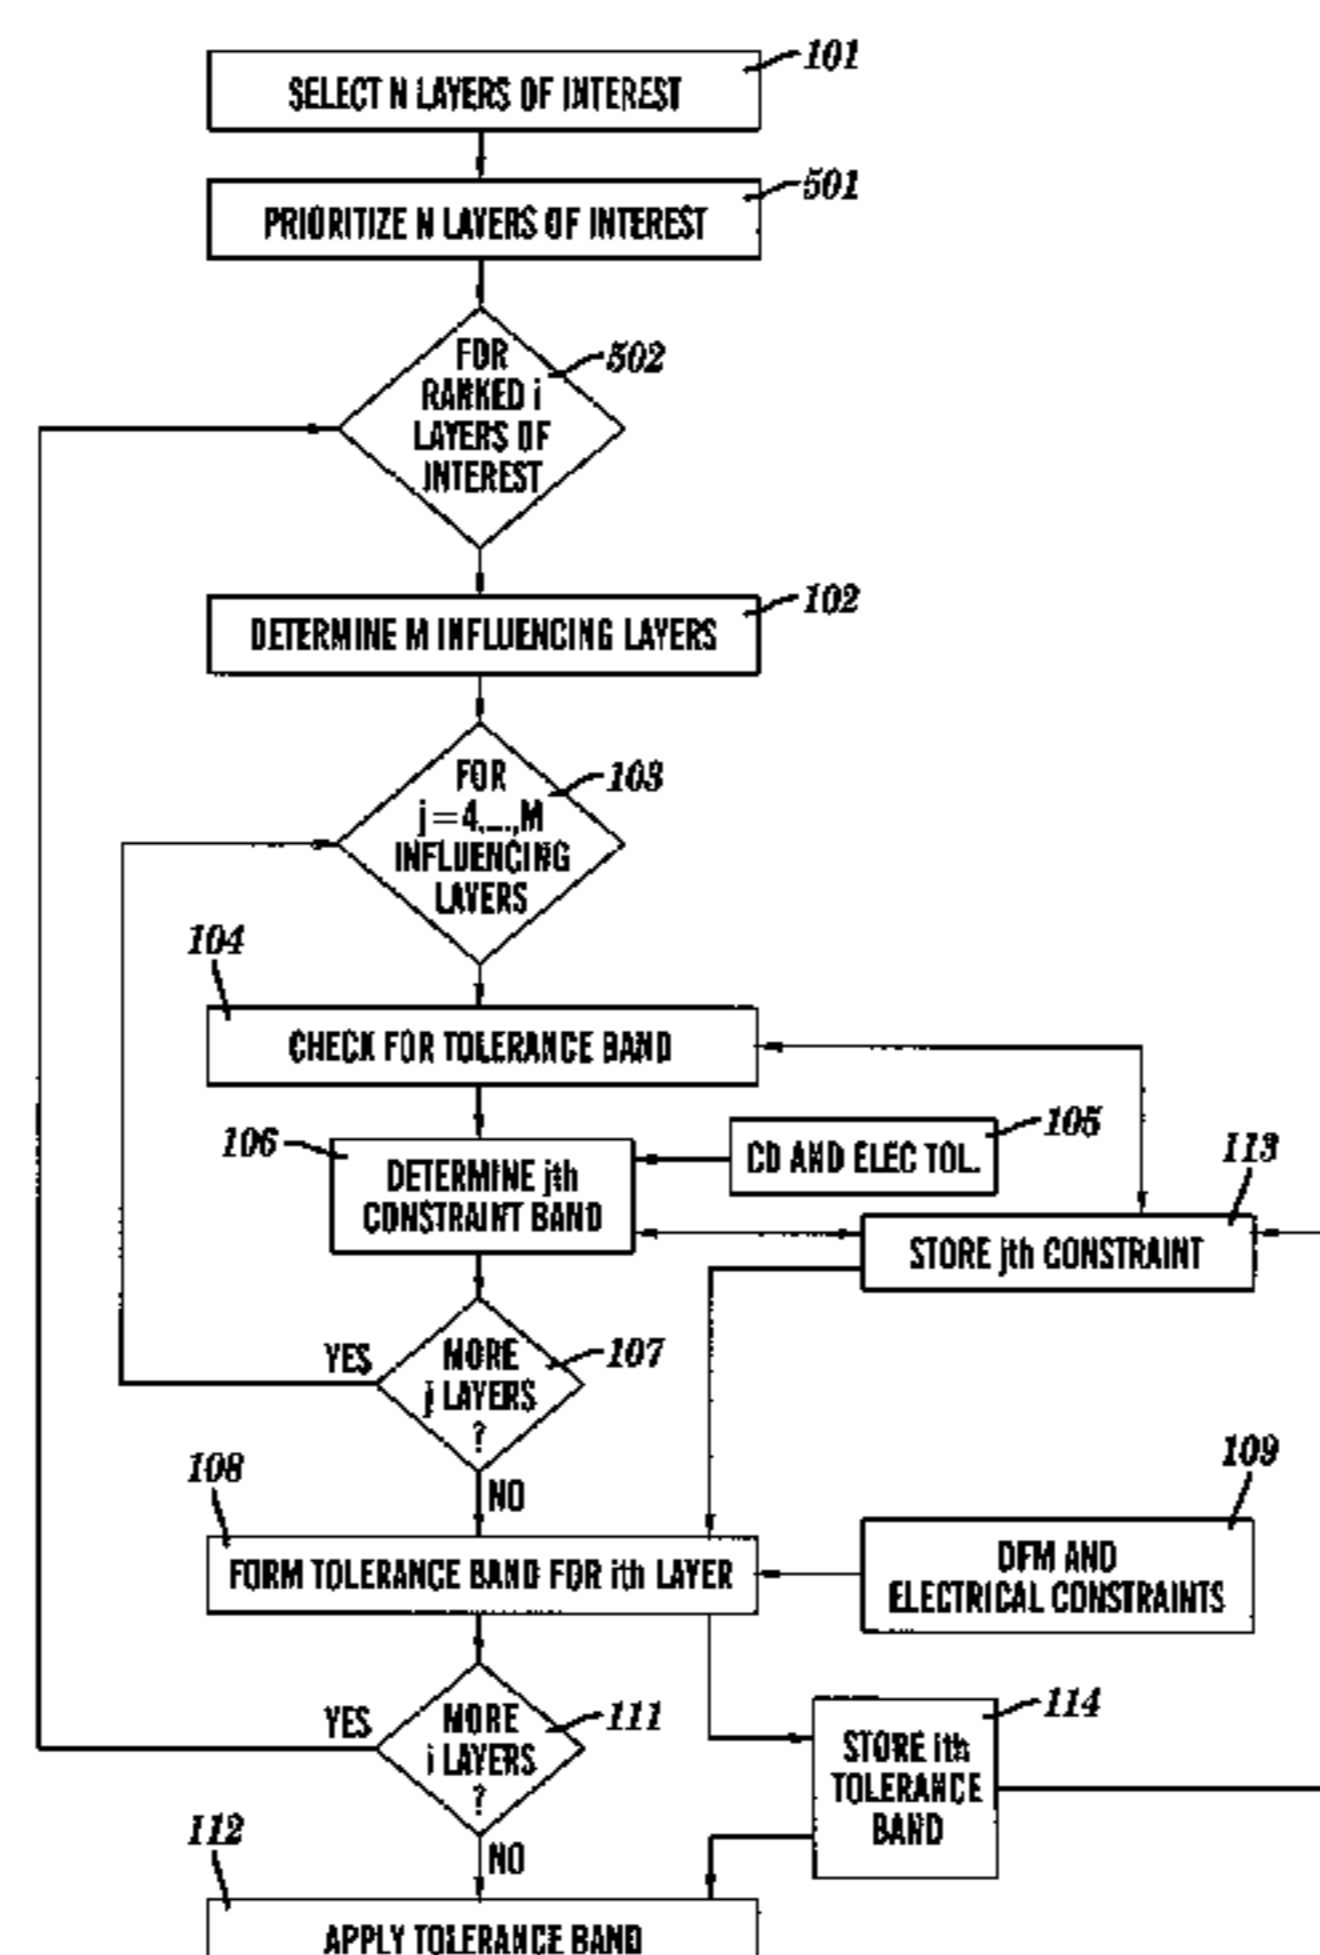 101
SELECT N LAYERS OF INTEREST
501
PRIORITIZE N LAYERS OF INTEREST
502
FOR
RANKED i
LAYERS OF
INTEREST
102
DETERMINE M INFLUENCING LAYERS
103
FOR
j=4,...,M
INFLUENCING
LAYERS
104
CHECK FOR TOLERANCE BAND
105
CD AND ELEC TOL.
106
DETERMINE jth
CONSTRAINT BAND
113
STORE jth CONSTRAINT
107
MORE
j LAYERS
?
YES
NO
108
FORM TOLERANCE BAND FOR ith LAYER
109
DFM AND
ELECTRICAL CONSTRAINTS
111
MORE
i LAYERS
?
YES
NO
114
STORE ith
TOLERANCE
BAND
112
APPLY TOLERANCE BAND